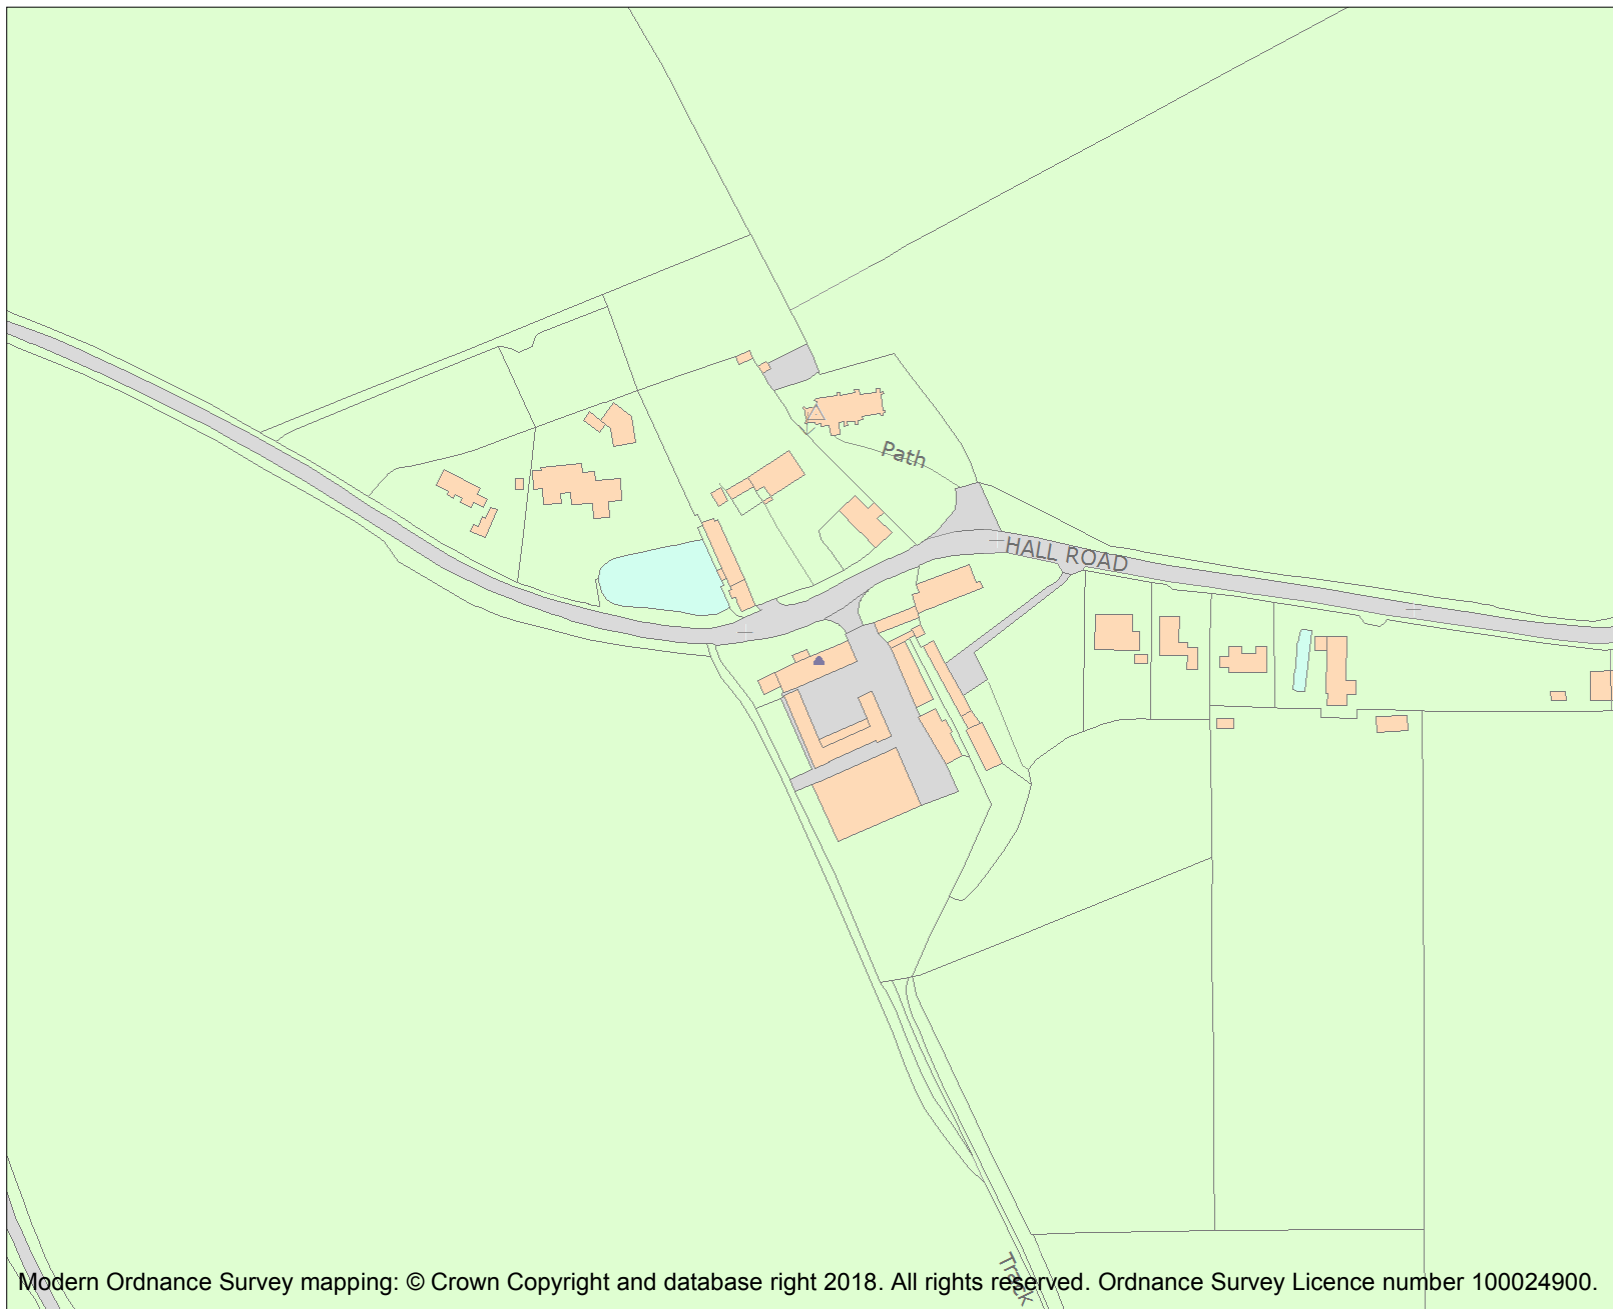 Path
HALL ROAD
Track
Modern Ordnance Survey mapping: © Crown Copyright and database right 2018. All rights reserved. Ordnance Survey Licence number 100024900.